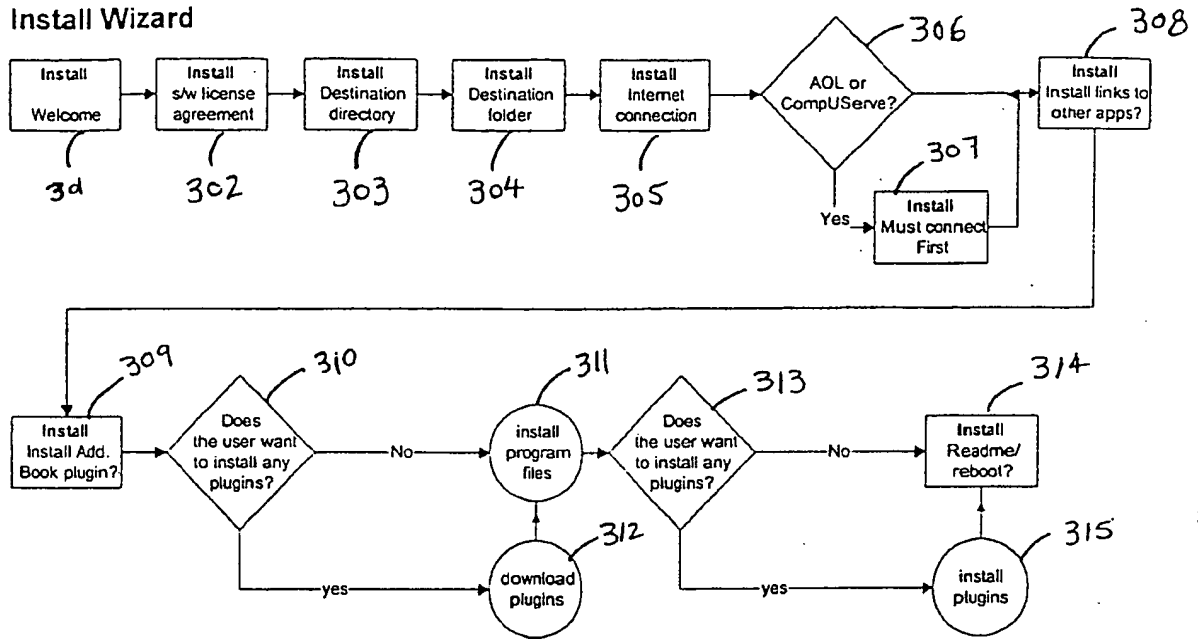 Install Wizard
Install
Welcome
30l
Install
s/w license
agreement
302
Install
Destination
directory
303
Install
Destination
folder
304
Install
Internet
connection
305
AOL or
CompUServe?
306
Yes
Install
Must connect
First
307
Install
Install links to
other apps?
308
Install
Install Add.
Book plugin?
309
Does
the user want
to install any
plugins?
310
No
yes
install
program
files
311
download
plugins
312
Does
the user want
to install any
plugins?
313
No
yes
Install
Readme/
reboot?
314
install
plugins
315